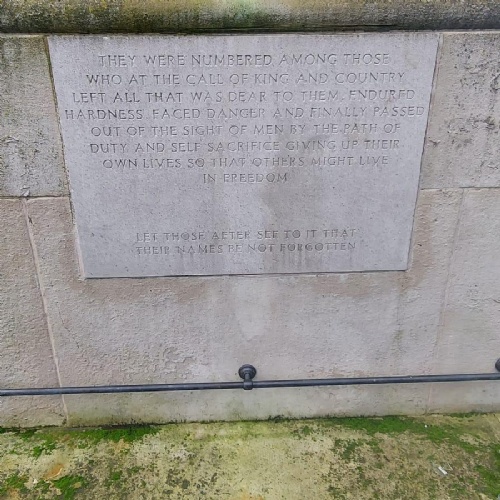 THEY WERE NUMBERED AMONG THOSE
WHO AT THE CALL OF KING AND COUNTRY
LEFT ALL THAT WAS DEAR TO THEM, ENDURED
HARDNESS, FACED DANGER AND FINALLY PASSED
OUT OF THE SIGHT OF MEN BY THE PATH OF
DUTY AND SELF SACRIFICE GIVING UP THEIR
OWN LIVES SO THAT OTHERS MIGHT LIVE
IN FREEDOM
LET THOSE AFTER SEE TO IT THAT
THEIR NAMES BE NOT FORGOTTEN